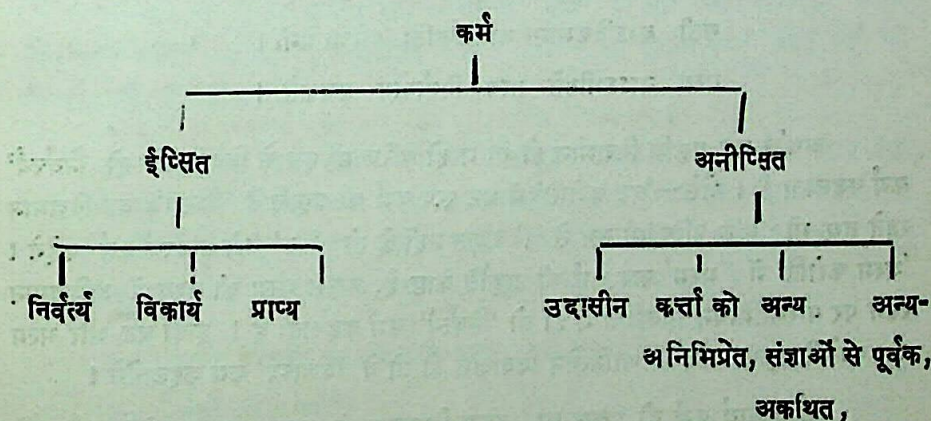 कर्म
ईप्सित अनीप्सित
निर्वर्त्य विकार्य प्राप्य उदासीन कर्त्ता को अन्य अन्य-
अनिभिप्रेत, संज्ञाओं से पूर्वक,
अकथित,